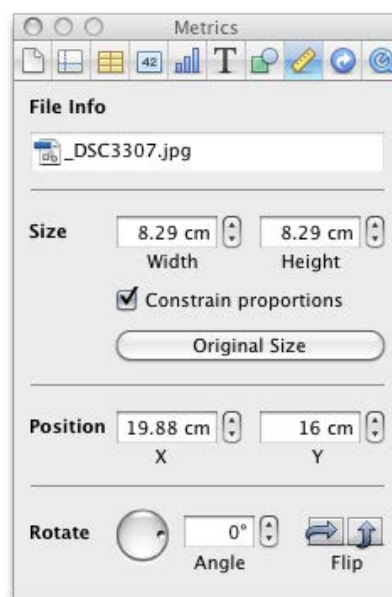 Metrics
42
T
File Info
_DSC3307.jpg
Size 8.29 cm 8.29 cm
Width Height
Constrain proportions
Original Size
Position 19.88 cm 16 cm
X Y
Rotate 0°
Angle Flip